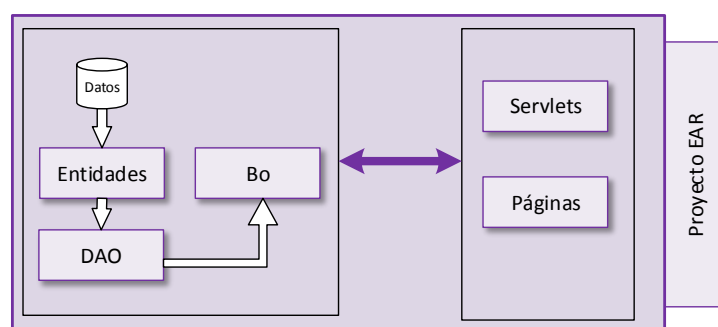 Datos
Entidades
Bo
DAO
Servlets
Páginas
Proyecto EAR